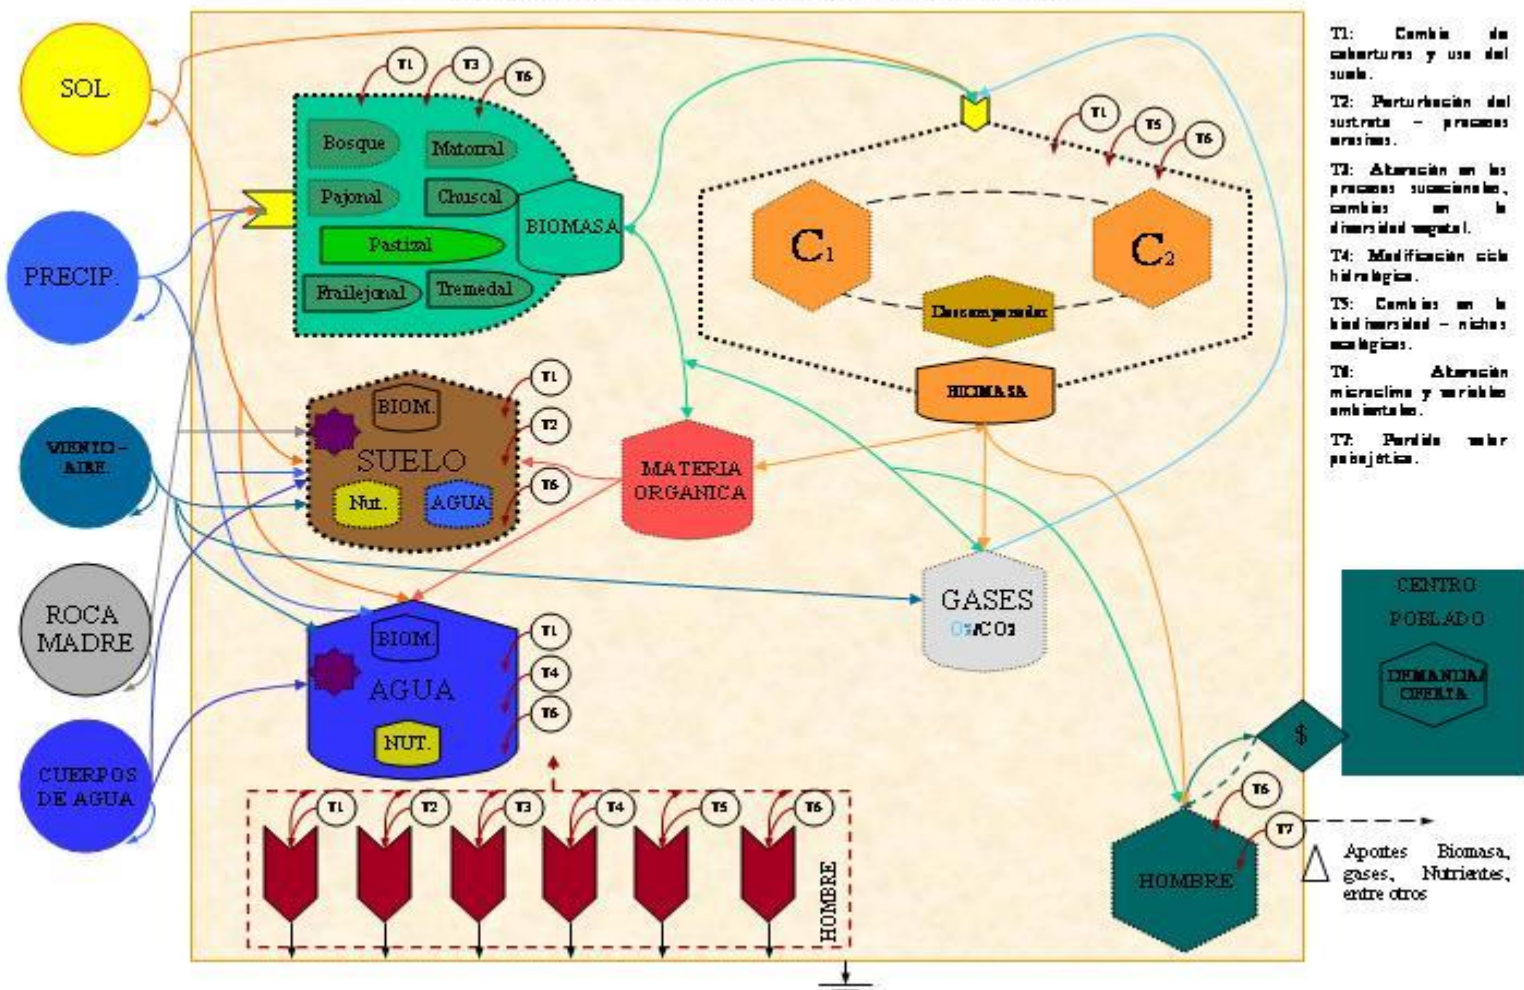 SOL
PRECIP.
VIENTO -
AIRE.
ROCA
MADRE
CUERPOS
DE AGUA
T1
T3
T6
Bosque
Matorral
Pajonal
Chuscal
Pastizal
Frailejonal
Tremedal
BIOMASA
T1
T5
T6
C1
C2
Descomponedor
BIOMASA
BIOM.
SUELO
Nut.
AGUA
T1
T2
T6
MATERIA
ORGANICA
GASES
O2/CO2
BIOM.
AGUA
NUT.
T1
T4
T6
T1
T2
T3
T4
T5
T6
HOMBRE
T1: Cambio de
coberturas y uso del
suelo.
T2: Perturbación del
sustrato – procesos
erosivos.
T3: Alteración en los
procesos sucesionales,
cambios en la
diversidad vegetal.
T4: Modificación ciclo
hidrológico.
T5: Cambios en la
biodiversidad – nichos
ecológicos.
T6: Alteración
microclima y variables
ambientales.
T7: Perdida valor
paisajístico.
CENTRO
POBLADO
DEMANDA/
OFERTA
$
T6
T7
HOMBRE
Aportes Biomasa,
gases, Nutrientes,
entre otros